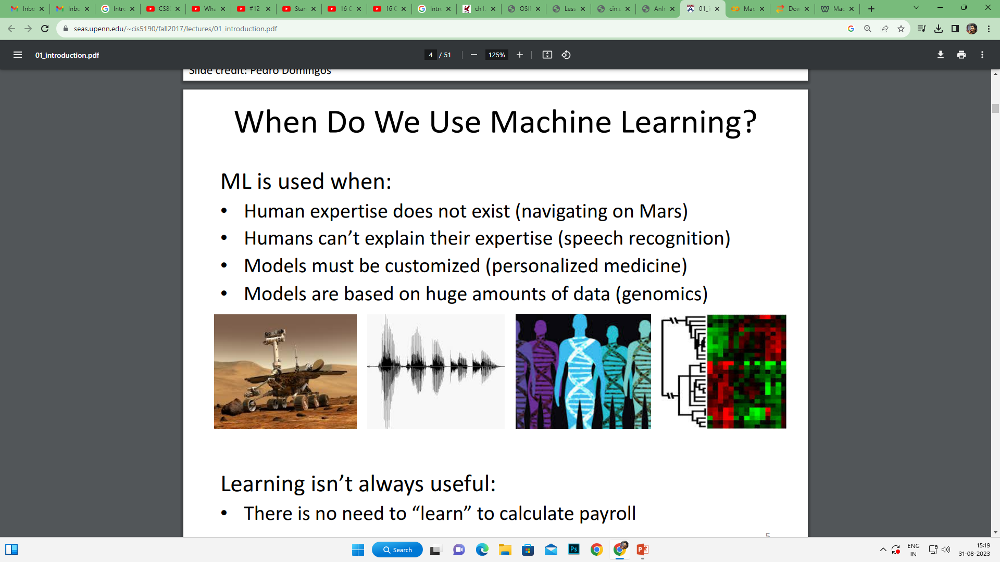 Inbo
Inbo
Intro
CS8
Wha
#12
Stan
16 C
16 C
Intro
ch1.
OSI
Less
cin.u
AnIn
01_i
Mac
Dow
Mac
seas.upenn.edu/~cis5190/fall2017/lectures/01_introduction.pdf
01_introduction.pdf
4 / 51
125%
Slide credit: Pedro Domingos
When Do We Use Machine Learning?
ML is used when:
• Human expertise does not exist (navigating on Mars)
• Humans can’t explain their expertise (speech recognition)
• Models must be customized (personalized medicine)
• Models are based on huge amounts of data (genomics)
Learning isn’t always useful:
• There is no need to “learn” to calculate payroll
5
Search
Ps
ENG
IN
15:19
31-08-2023